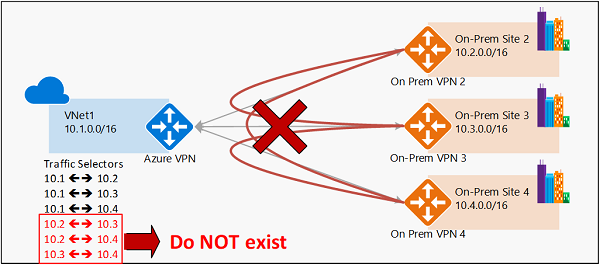 On-Prem Site 2
10.2.0.0/16
On Prem VPN 2
VNet1
10.1.0.0/16
Azure VPN
On-Prem Site 3
10.3.0.0/16
On-Prem VPN 3
Traffic Selectors
10.1 ←→ 10.2
10.1 ←→ 10.3
10.1 ←→ 10.4
10.2 ←→ 10.3
10.2 ←→ 10.4
10.3 ←→ 10.4
Do NOT exist
On-Prem Site 4
10.4.0.0/16
On Prem VPN 4